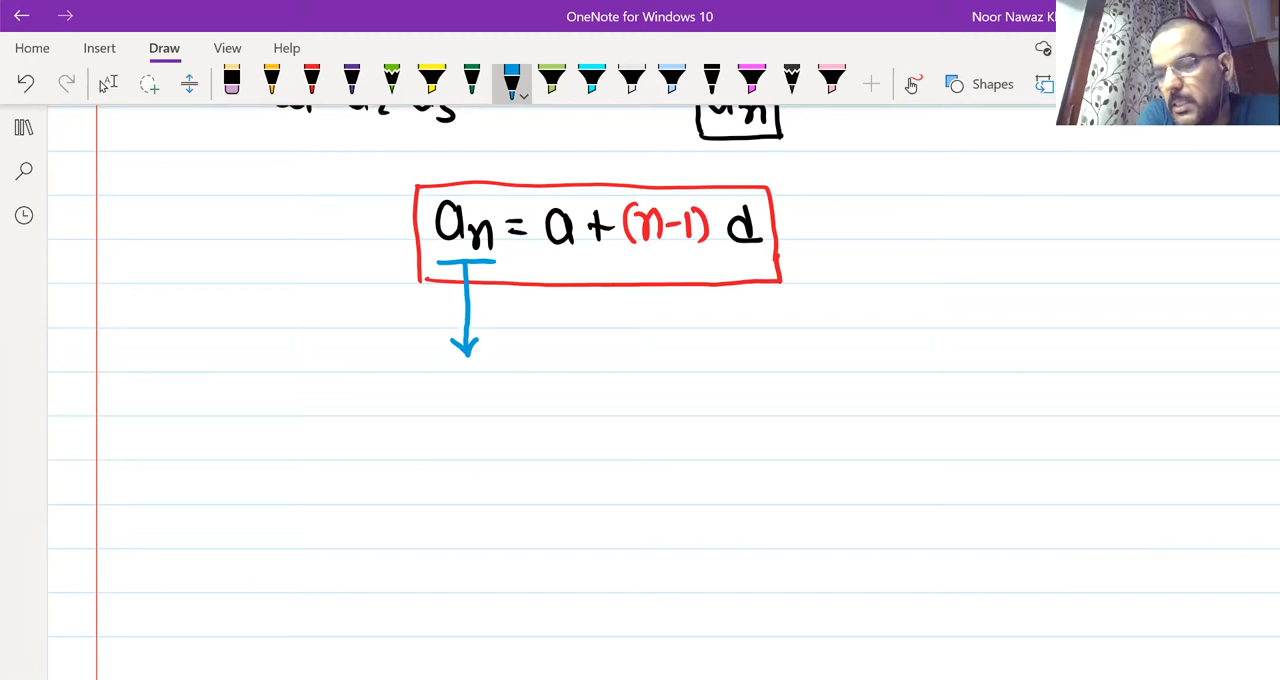 OneNote for Windows 10
Noor Nawaz
Home Insert Draw View Help
Shapes
aₙ = a + (n-1) d